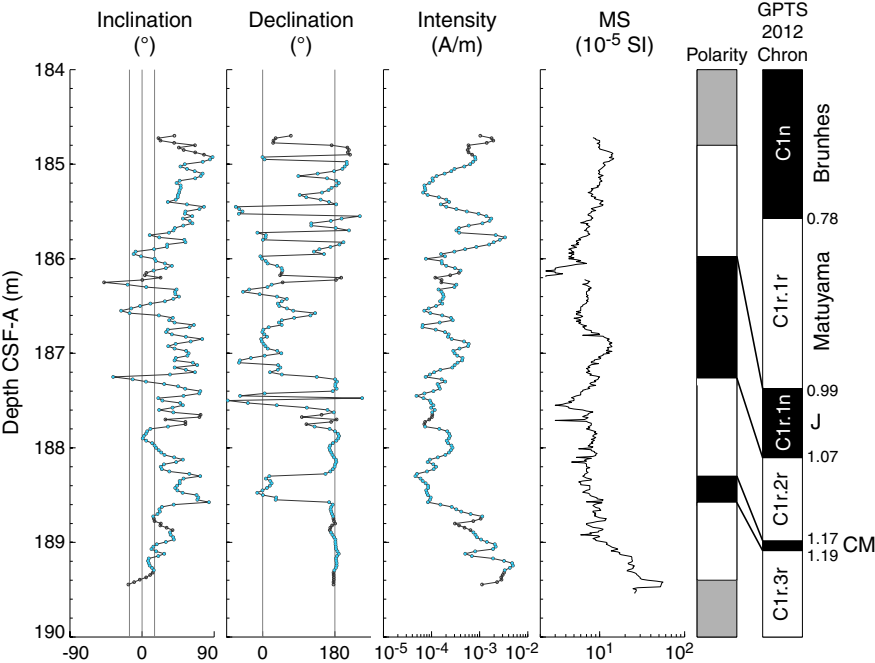 Inclination
(°)
Declination
(°)
Intensity
(A/m)
MS
(10-5 SI)
Polarity
GPTS
2012
Chron
Depth CSF-A (m)
184
185
186
187
188
189
190
-90
0
90
0
180
10-5
10-4
10-3
10-2
101
102
C1n
C1r.1r
C1r.1n
C1r.2r
C1r.3r
0.78
0.99
1.07
1.17
1.19
Brunhes
Matuyama
J
CM